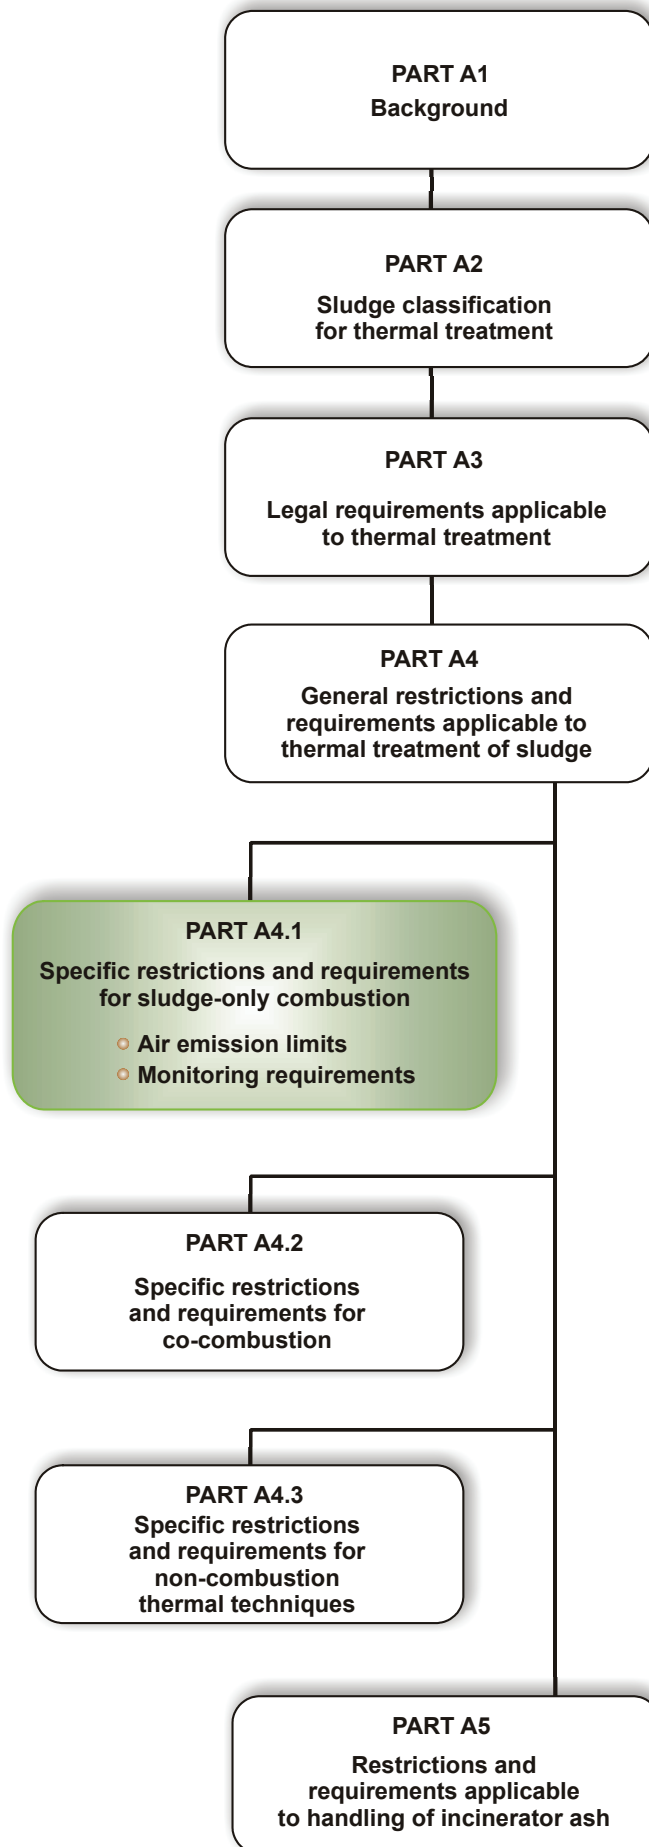 PART A1
Background
PART A2
Sludge classification
for thermal treatment
PART A3
Legal requirements applicable
to thermal treatment
PART A4
General restrictions and
requirements applicable to
thermal treatment of sludge
PART A4.1
Specific restrictions and requirements
for sludge-only combustion
Air emission limits
Monitoring requirements
PART A4.2
Specific restrictions
and requirements for
co-combustion
PART A4.3
Specific restrictions
and requirements for
non-combustion
thermal techniques
PART A5
Restrictions and
requirements applicable
to handling of incinerator ash